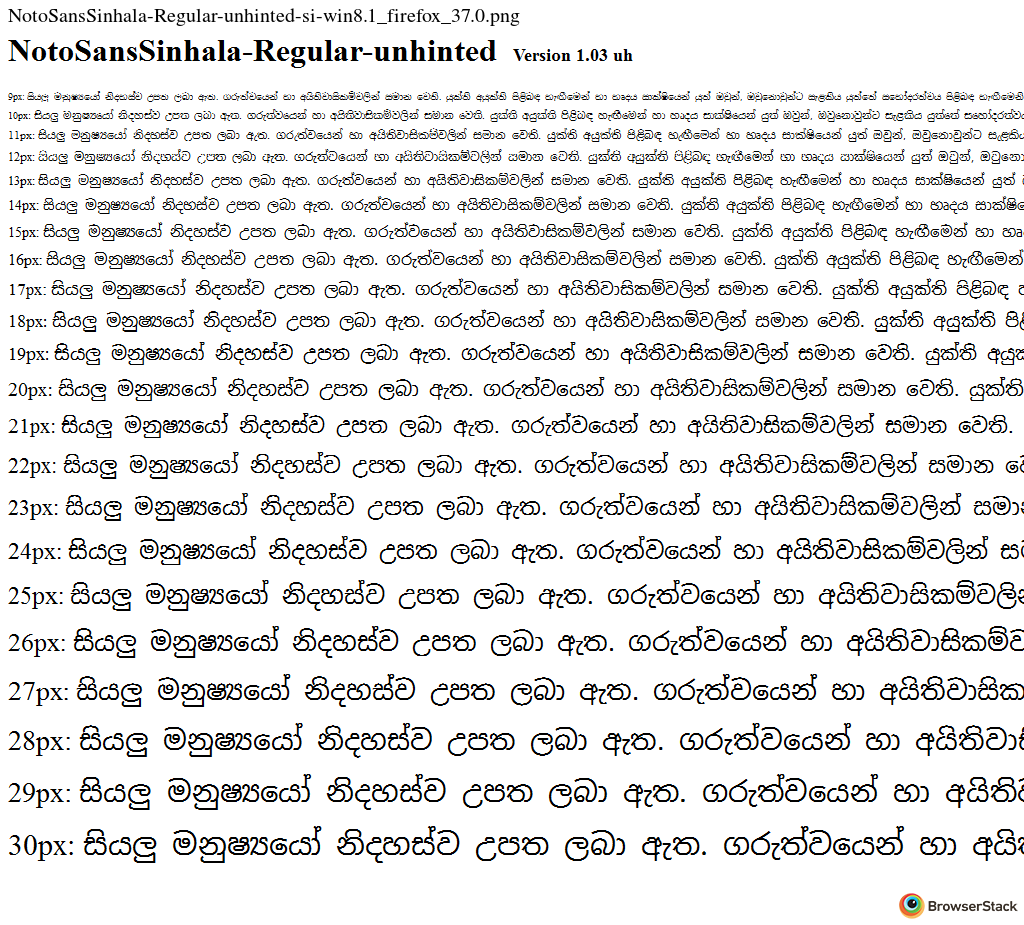 NotoSansSinhala-Regular-unhinted-si-win8.1_firefox_37.0.png
NotoSansSinhala-Regular-unhinted Version 1.03 uh
9px: සියලු මනුෂ්‍යයෝ නිදහස්ව උපත ලබා ඇත. ගරුත්වයෙන් හා අයිතිවාසිකම්වලින් සමාන වෙති. යුක්ති අයුක්ති පිළිබඳ හැඟීමෙන් හා හෘදය සාක්ෂියෙන් යුත් ඔවුන්, ඔවුනොවුන්ට සැළකිය යුත්තේ සහෝදරත්වය පිළිබඳ හැඟීමෙනි
10px: සියලු මනුෂ්‍යයෝ නිදහස්ව උපත ලබා ඇත. ගරුත්වයෙන් හා අයිතිවාසිකම්වලින් සමාන වෙති. යුක්ති අයුක්ති පිළිබඳ හැඟීමෙන් හා හෘදය සාක්ෂියෙන් යුත් ඔවුන්, ඔවුනොවුන්ට සැළකිය යුත්තේ
11px: සියලු මනුෂ්‍යයෝ නිදහස්ව උපත ලබා ඇත. ගරුත්වයෙන් හා අයිතිවාසිකම්වලින් සමාන වෙති. යුක්ති අයුක්ති පිළිබඳ හැඟීමෙන් හා හෘදය සාක්ෂියෙන් යුත් ඔවුන්, ඔවුනොවුන්ට සැළකිය
12px: සියලු මනුෂ්‍යයෝ නිදහස්ව උපත ලබා ඇත. ගරුත්වයෙන් හා අයිතිවාසිකම්වලින් සමාන වෙති. යුක්ති අයුක්ති පිළිබඳ හැඟීමෙන් හා හෘදය සාක්ෂියෙන් යුත් ඔවුන්,
13px: සියලු මනුෂ්‍යයෝ නිදහස්ව උපත ලබා ඇත. ගරුත්වයෙන් හා අයිතිවාසිකම්වලින් සමාන වෙති. යුක්ති අයුක්ති පිළිබඳ හැඟීමෙන් හා හෘදය සාක්ෂියෙන් යුත්
14px: සියලු මනුෂ්‍යයෝ නිදහස්ව උපත ලබා ඇත. ගරුත්වයෙන් හා අයිතිවාසිකම්වලින් සමාන වෙති. යුක්ති අයුක්ති පිළිබඳ හැඟීමෙන් හා හෘදය
15px: සියලු මනුෂ්‍යයෝ නිදහස්ව උපත ලබා ඇත. ගරුත්වයෙන් හා අයිතිවාසිකම්වලින් සමාන වෙති. යුක්ති අයුක්ති පිළිබඳ හැඟීමෙන් හා
16px: සියලු මනුෂ්‍යයෝ නිදහස්ව උපත ලබා ඇත. ගරුත්වයෙන් හා අයිතිවාසිකම්වලින් සමාන වෙති. යුක්ති අයුක්ති පිළිබඳ හැඟීමෙන්
17px: සියලු මනුෂ්‍යයෝ නිදහස්ව උපත ලබා ඇත. ගරුත්වයෙන් හා අයිතිවාසිකම්වලින් සමාන වෙති. යුක්ති අයුක්ති පිළිබඳ
18px: සියලු මනුෂ්‍යයෝ නිදහස්ව උපත ලබා ඇත. ගරුත්වයෙන් හා අයිතිවාසිකම්වලින් සමාන වෙති. යුක්ති අයුක්ති
19px: සියලු මනුෂ්‍යයෝ නිදහස්ව උපත ලබා ඇත. ගරුත්වයෙන් හා අයිතිවාසිකම්වලින් සමාන වෙති. යුක්ති
20px: සියලු මනුෂ්‍යයෝ නිදහස්ව උපත ලබා ඇත. ගරුත්වයෙන් හා අයිතිවාසිකම්වලින් සමාන වෙති. යුක්ති
21px: සියලු මනුෂ්‍යයෝ නිදහස්ව උපත ලබා ඇත. ගරුත්වයෙන් හා අයිතිවාසිකම්වලින් සමාන වෙති.
22px: සියලු මනුෂ්‍යයෝ නිදහස්ව උපත ලබා ඇත. ගරුත්වයෙන් හා අයිතිවාසිකම්වලින් සමාන
23px: සියලු මනුෂ්‍යයෝ නිදහස්ව උපත ලබා ඇත. ගරුත්වයෙන් හා අයිතිවාසිකම්වලින්
24px: සියලු මනුෂ්‍යයෝ නිදහස්ව උපත ලබා ඇත. ගරුත්වයෙන් හා අයිතිවාසිකම්වලින්
25px: සියලු මනුෂ්‍යයෝ නිදහස්ව උපත ලබා ඇත. ගරුත්වයෙන් හා
26px: සියලු මනුෂ්‍යයෝ නිදහස්ව උපත ලබා ඇත. ගරුත්වයෙන් හා
27px: සියලු මනුෂ්‍යයෝ නිදහස්ව උපත ලබා ඇත. ගරුත්වයෙන් හා
28px: සියලු මනුෂ්‍යයෝ නිදහස්ව උපත ලබා ඇත. ගරුත්වයෙන් හා
29px: සියලු මනුෂ්‍යයෝ නිදහස්ව උපත ලබා ඇත. ගරුත්වයෙන් හා
30px: සියලු මනුෂ්‍යයෝ නිදහස්ව උපත ලබා ඇත. ගරුත්වයෙන් හා
BrowserStack